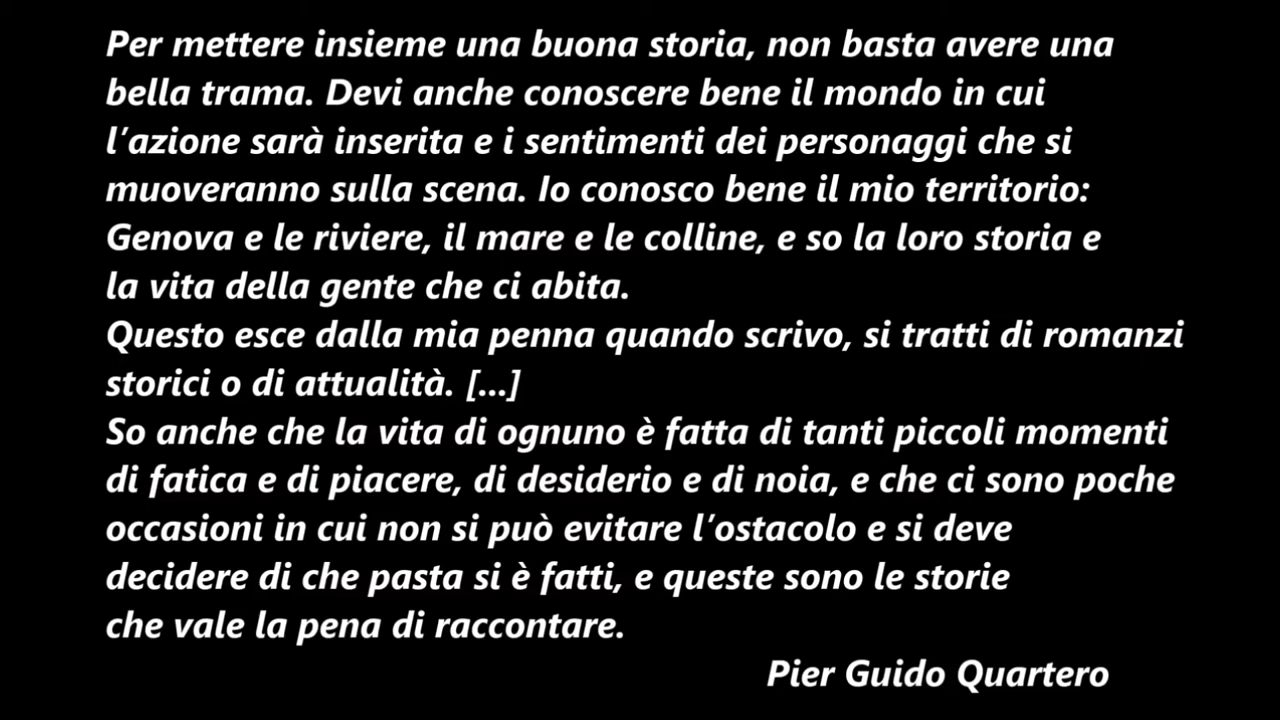 Per mettere insieme una buona storia, non basta avere una
bella trama. Devi anche conoscere bene il mondo in cui
l’azione sarà inserita e i sentimenti dei personaggi che si
muoveranno sulla scena. Io conosco bene il mio territorio:
Genova e le riviere, il mare e le colline, e so la loro storia e
la vita della gente che ci abita.
Questo esce dalla mia penna quando scrivo, si tratti di romanzi
storici o di attualità. [...]
So anche che la vita di ognuno è fatta di tanti piccoli momenti
di fatica e di piacere, di desiderio e di noia, e che ci sono poche
occasioni in cui non si può evitare l’ostacolo e si deve
decidere di che pasta si è fatti, e queste sono le storie
che vale la pena di raccontare.
Pier Guido Quartero